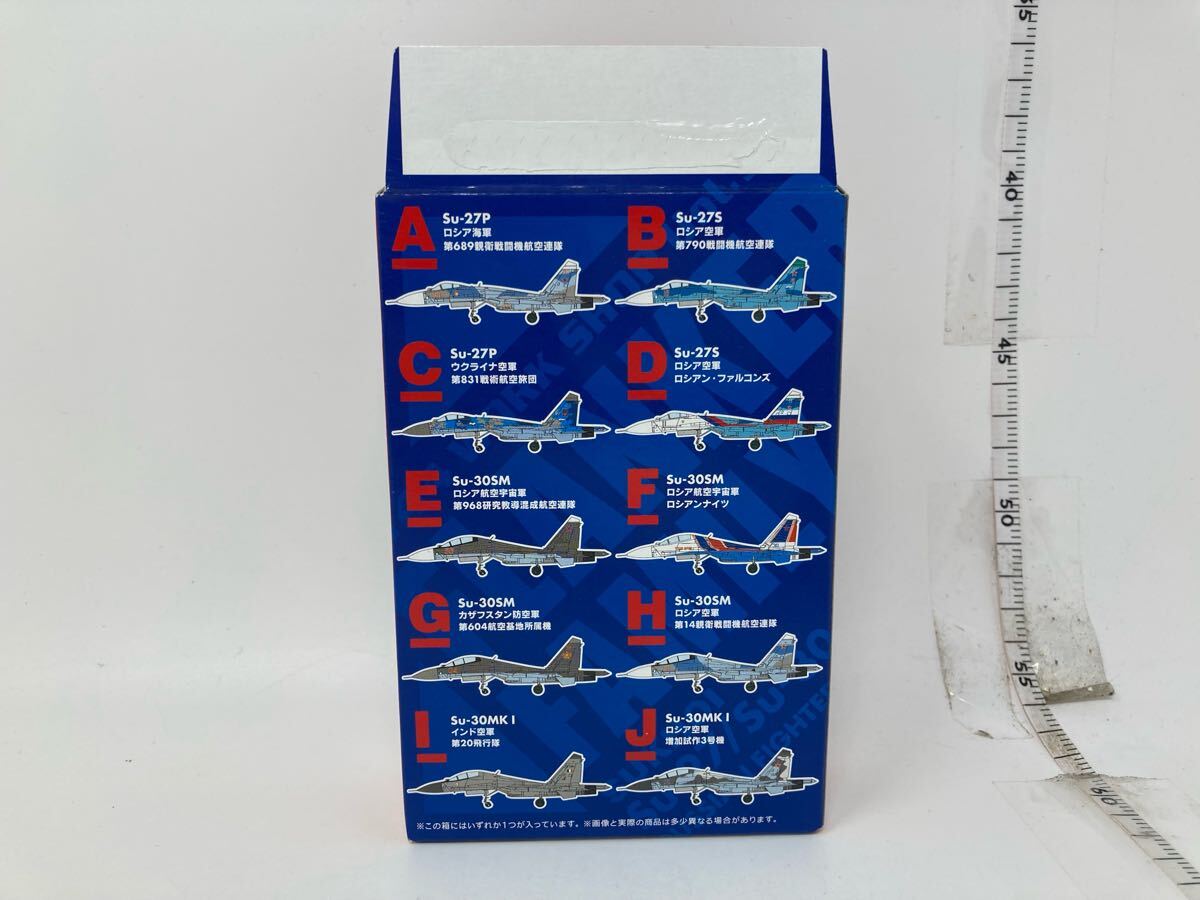 A
Su-27P
ロシア海軍
第689親衛戦闘機航空連隊
B
Su-27S
ロシア空軍
第790戦闘機航空連隊
C
Su-27P
ウクライナ空軍
第831戦術航空旅団
D
Su-27S
ロシア空軍
ロシアン・ファルコンズ
E
Su-30SM
ロシア航空宇宙軍
第968研究教導混成航空連隊
F
Su-30SM
ロシア航空宇宙軍
ロシアンナイツ
G
Su-30SM
カザフスタン防空軍
第604航空基地所属機
H
Su-30SM
ロシア空軍
第14親衛戦闘機航空連隊
I
Su-30MK I
インド空軍
第20飛行隊
J
Su-30MK I
ロシア空軍
増加試作3号機
※この箱にはいずれか1つが入っています。※画像と実際の商品は多少異なる場合があります。
35
40
45
50
55
60